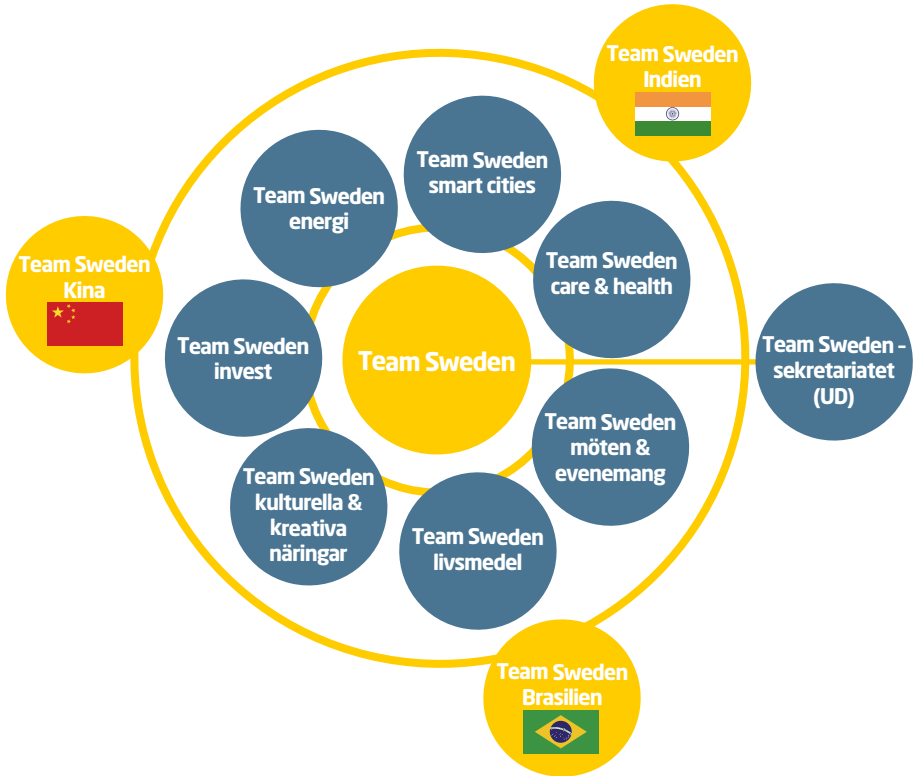 Team Sweden
Indien
Team Sweden
smart cities
Team Sweden
energi
Team Sweden
care & health
Team Sweden
Kina
Team Sweden
invest
Team Sweden
Team Sweden –
sekretariatet
(UD)
Team Sweden
möten &
evenemang
Team Sweden
kulturella &
kreativa
näringar
Team Sweden
livsmedel
Team Sweden
Brasilien